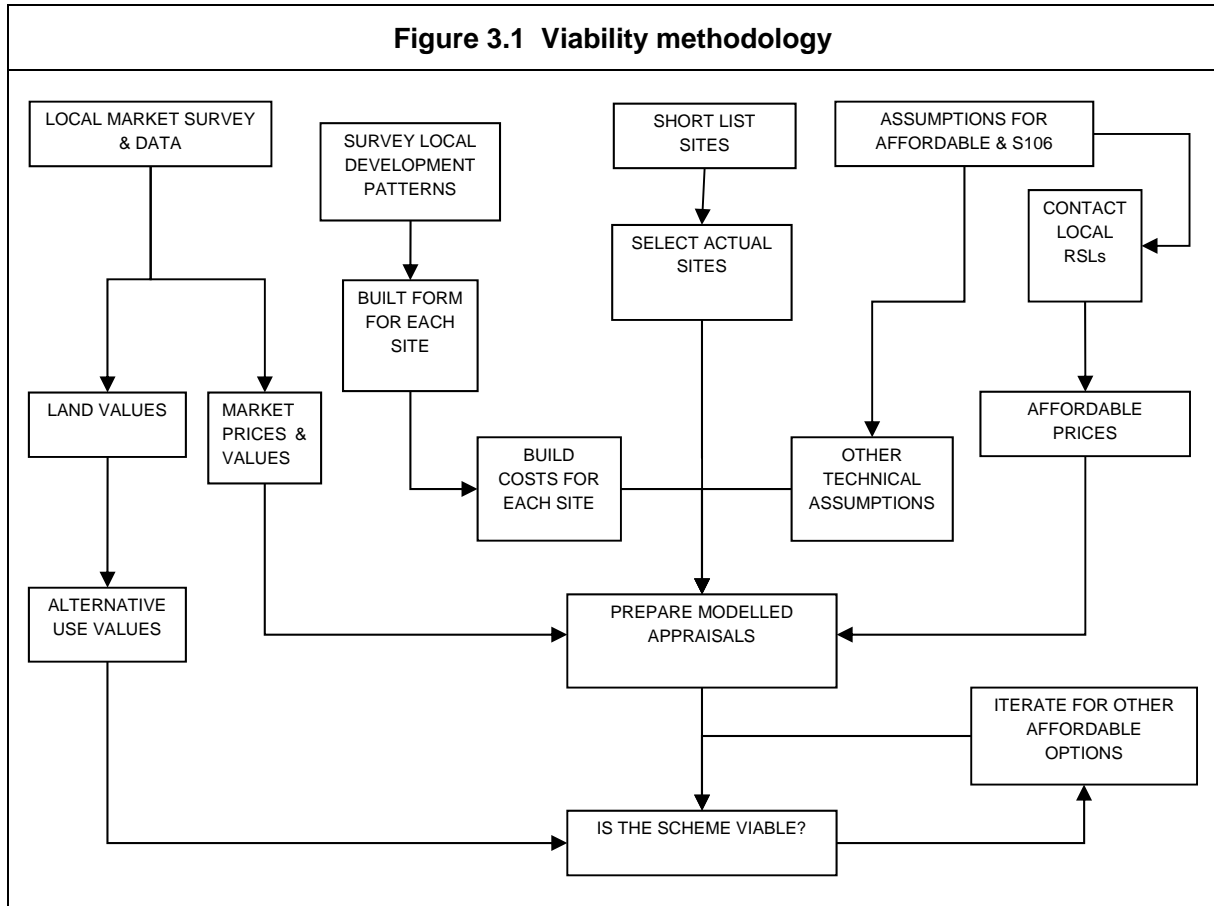 Figure 3.1 Viability methodology
LOCAL MARKET SURVEY
& DATA
SURVEY LOCAL
DEVELOPMENT
PATTERNS
SHORT LIST
SITES
ASSUMPTIONS FOR
AFFORDABLE & S106
CONTACT
LOCAL
RSLs
SELECT ACTUAL
SITES
BUILT FORM
FOR EACH
SITE
LAND VALUES
MARKET
PRICES &
VALUES
BUILD
COSTS FOR
EACH SITE
OTHER
TECHNICAL
ASSUMPTIONS
AFFORDABLE
PRICES
ALTERNATIVE
USE VALUES
PREPARE MODELLED
APPRAISALS
ITERATE FOR OTHER
AFFORDABLE
OPTIONS
IS THE SCHEME VIABLE?